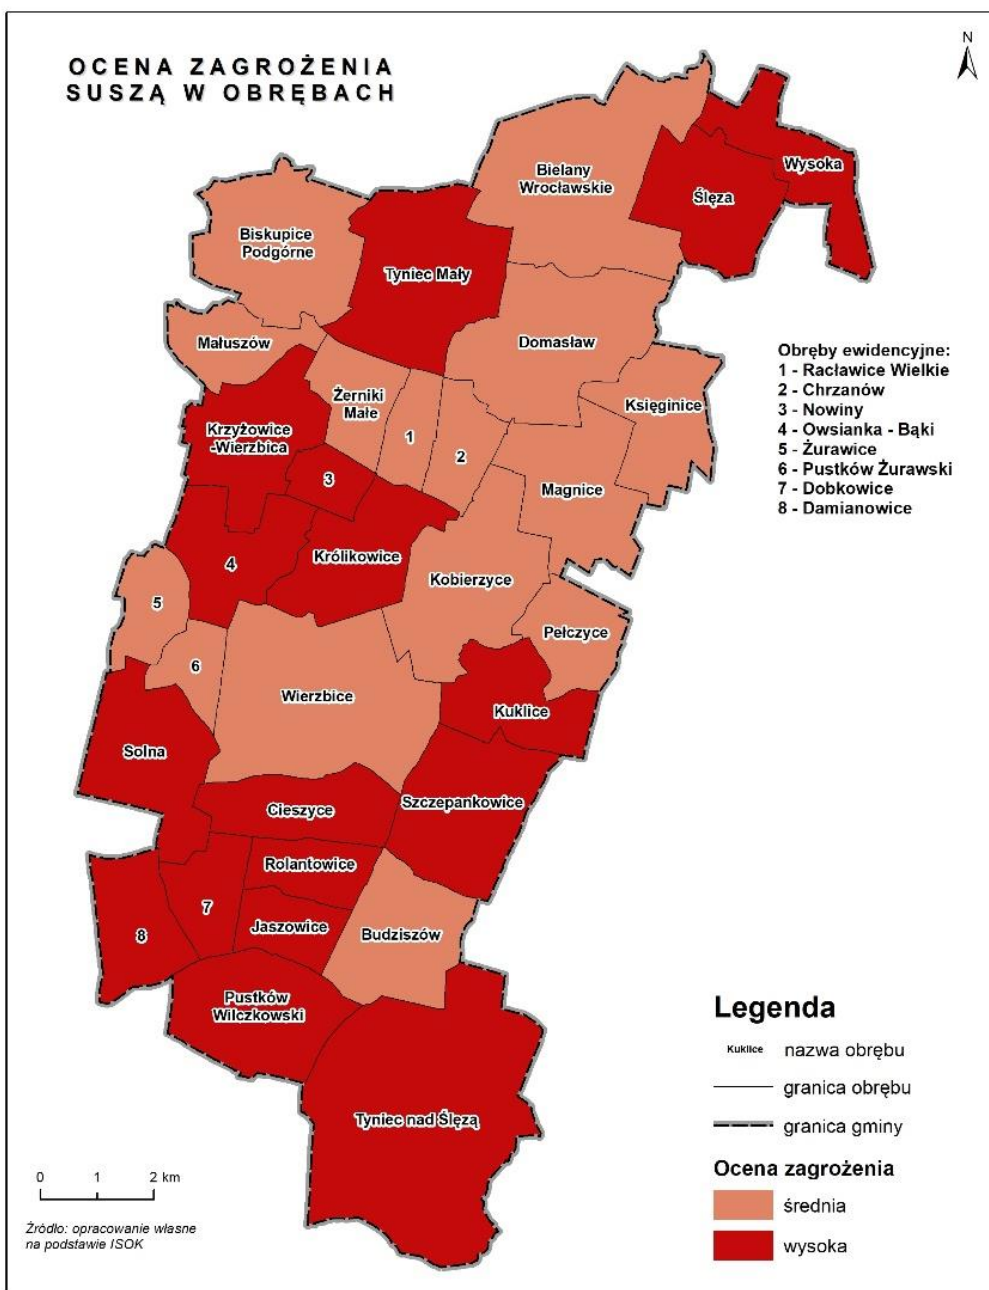 OCENA ZAGROŻENIA
SUSZĄ W OBRĘBACH
N
Wysoka
Bielany
Wrocławskie
Ślęza
Biskupice
Podgórne
Tyniec Mały
Małuszów
Domasław
Obręby ewidencyjne:
1 - Racławice Wielkie
2 - Chrzanów
3 - Nowiny
4 - Owsianka - Bąki
5 - Żurawice
6 - Pustków Żurawski
7 - Dobkowice
8 - Damianowice
Żerniki
Małe
Księginice
Krzyżowice
-Wierzbica
1
2
3
Magnice
Królikowice
4
Kobierzyce
5
Pełczyce
6
Wierzbice
Kuklice
Solna
Cieszyce
Szczepankowice
Rolantowice
7
Jaszowice
8
Budziszów
Pustków
Wilczkowski
Tyniec nad Ślęzą
Legenda
Kuklice nazwa obrębu
granica obrębu
granica gminy
Ocena zagrożenia
średnia
wysoka
0 1 2 km
Źródło: opracowanie własne
na podstawie ISOK